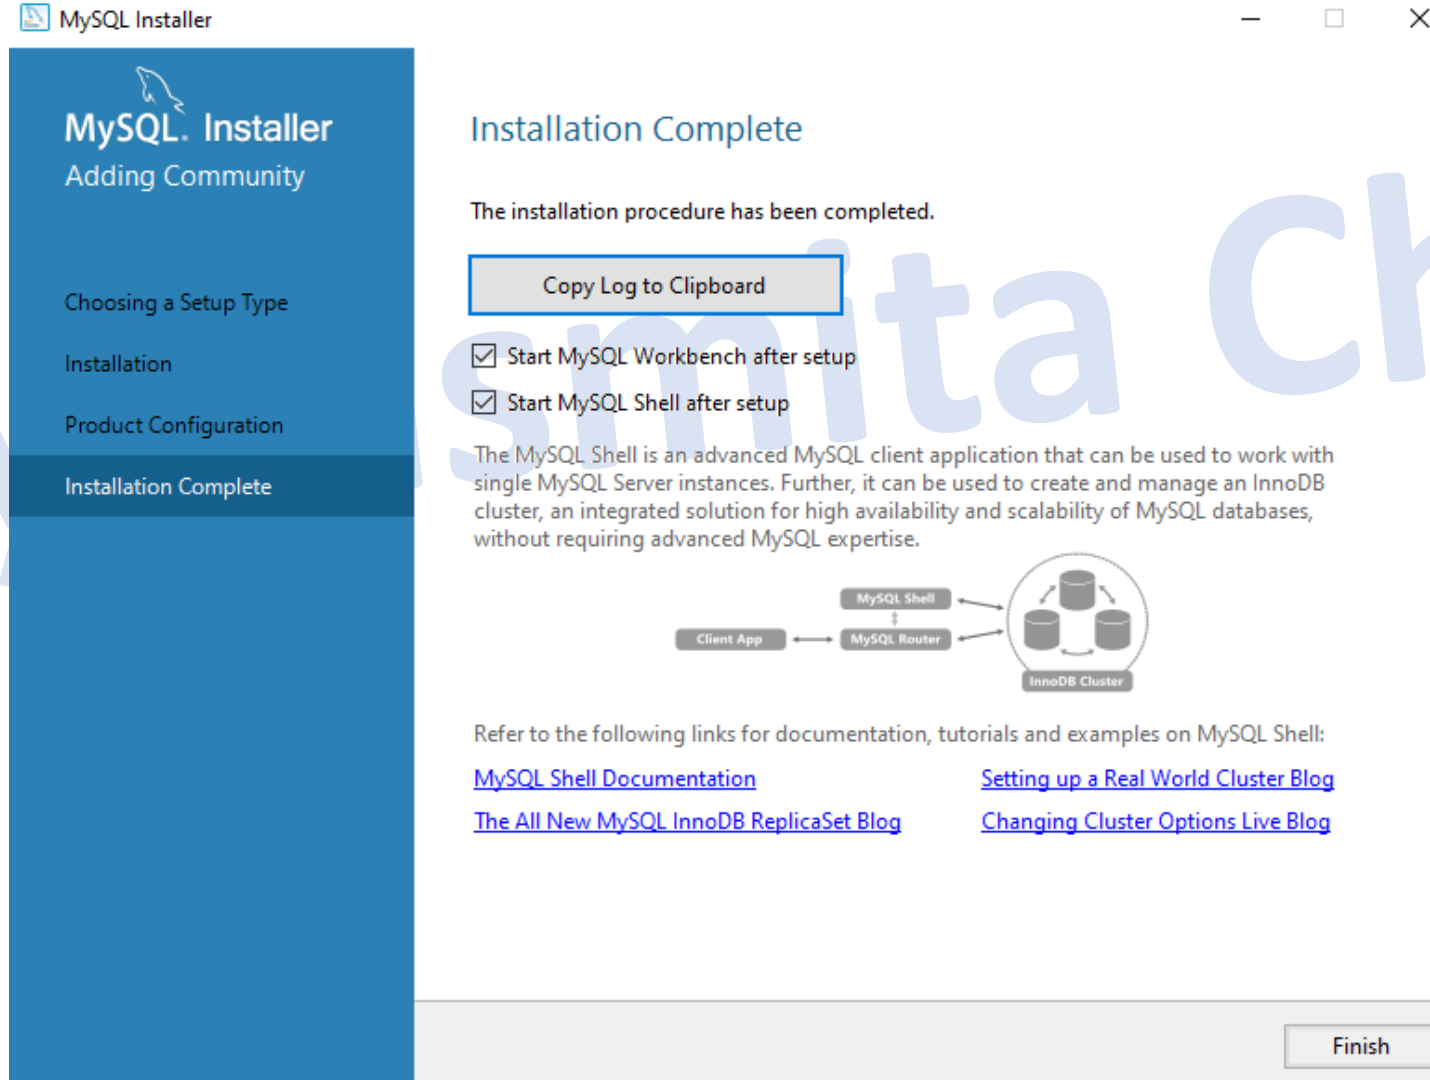 MySQL Installer
MySQL. Installer
Adding Community
Choosing a Setup Type
Installation
Product Configuration
Installation Complete
Installation Complete
The installation procedure has been completed.
Copy Log to Clipboard
Start MySQL Workbench after setup
Start MySQL Shell after setup
The MySQL Shell is an advanced MySQL client application that can be used to work with
single MySQL Server instances. Further, it can be used to create and manage an InnoDB
cluster, an integrated solution for high availability and scalability of MySQL databases,
without requiring advanced MySQL expertise.
MySQL Shell
Client App
MySQL Router
InnoDB Cluster
Refer to the following links for documentation, tutorials and examples on MySQL Shell:
MySQL Shell Documentation
Setting up a Real World Cluster Blog
The All New MySQL InnoDB ReplicaSet Blog
Changing Cluster Options Live Blog
Finish